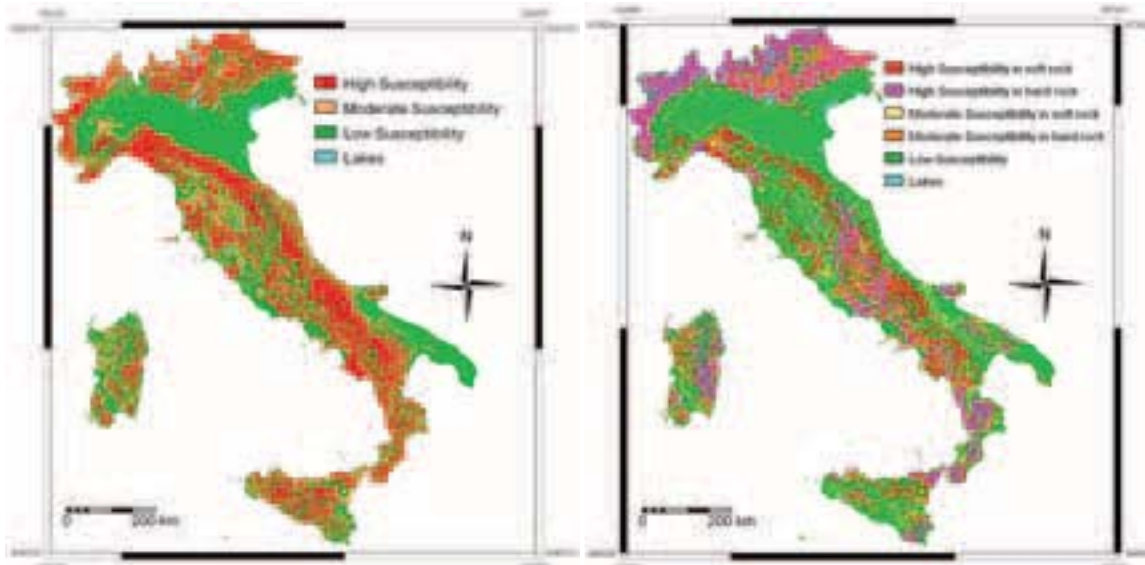 High Susceptibility
Moderate Susceptibility
Low Susceptibility
Lakes
N
0 200 km
High Susceptibility in soft rock
High Susceptibility in hard rock
Moderate Susceptibility in soft rock
Moderate Susceptibility in hard rock
Low Susceptibility
Lakes
N
0 200 km